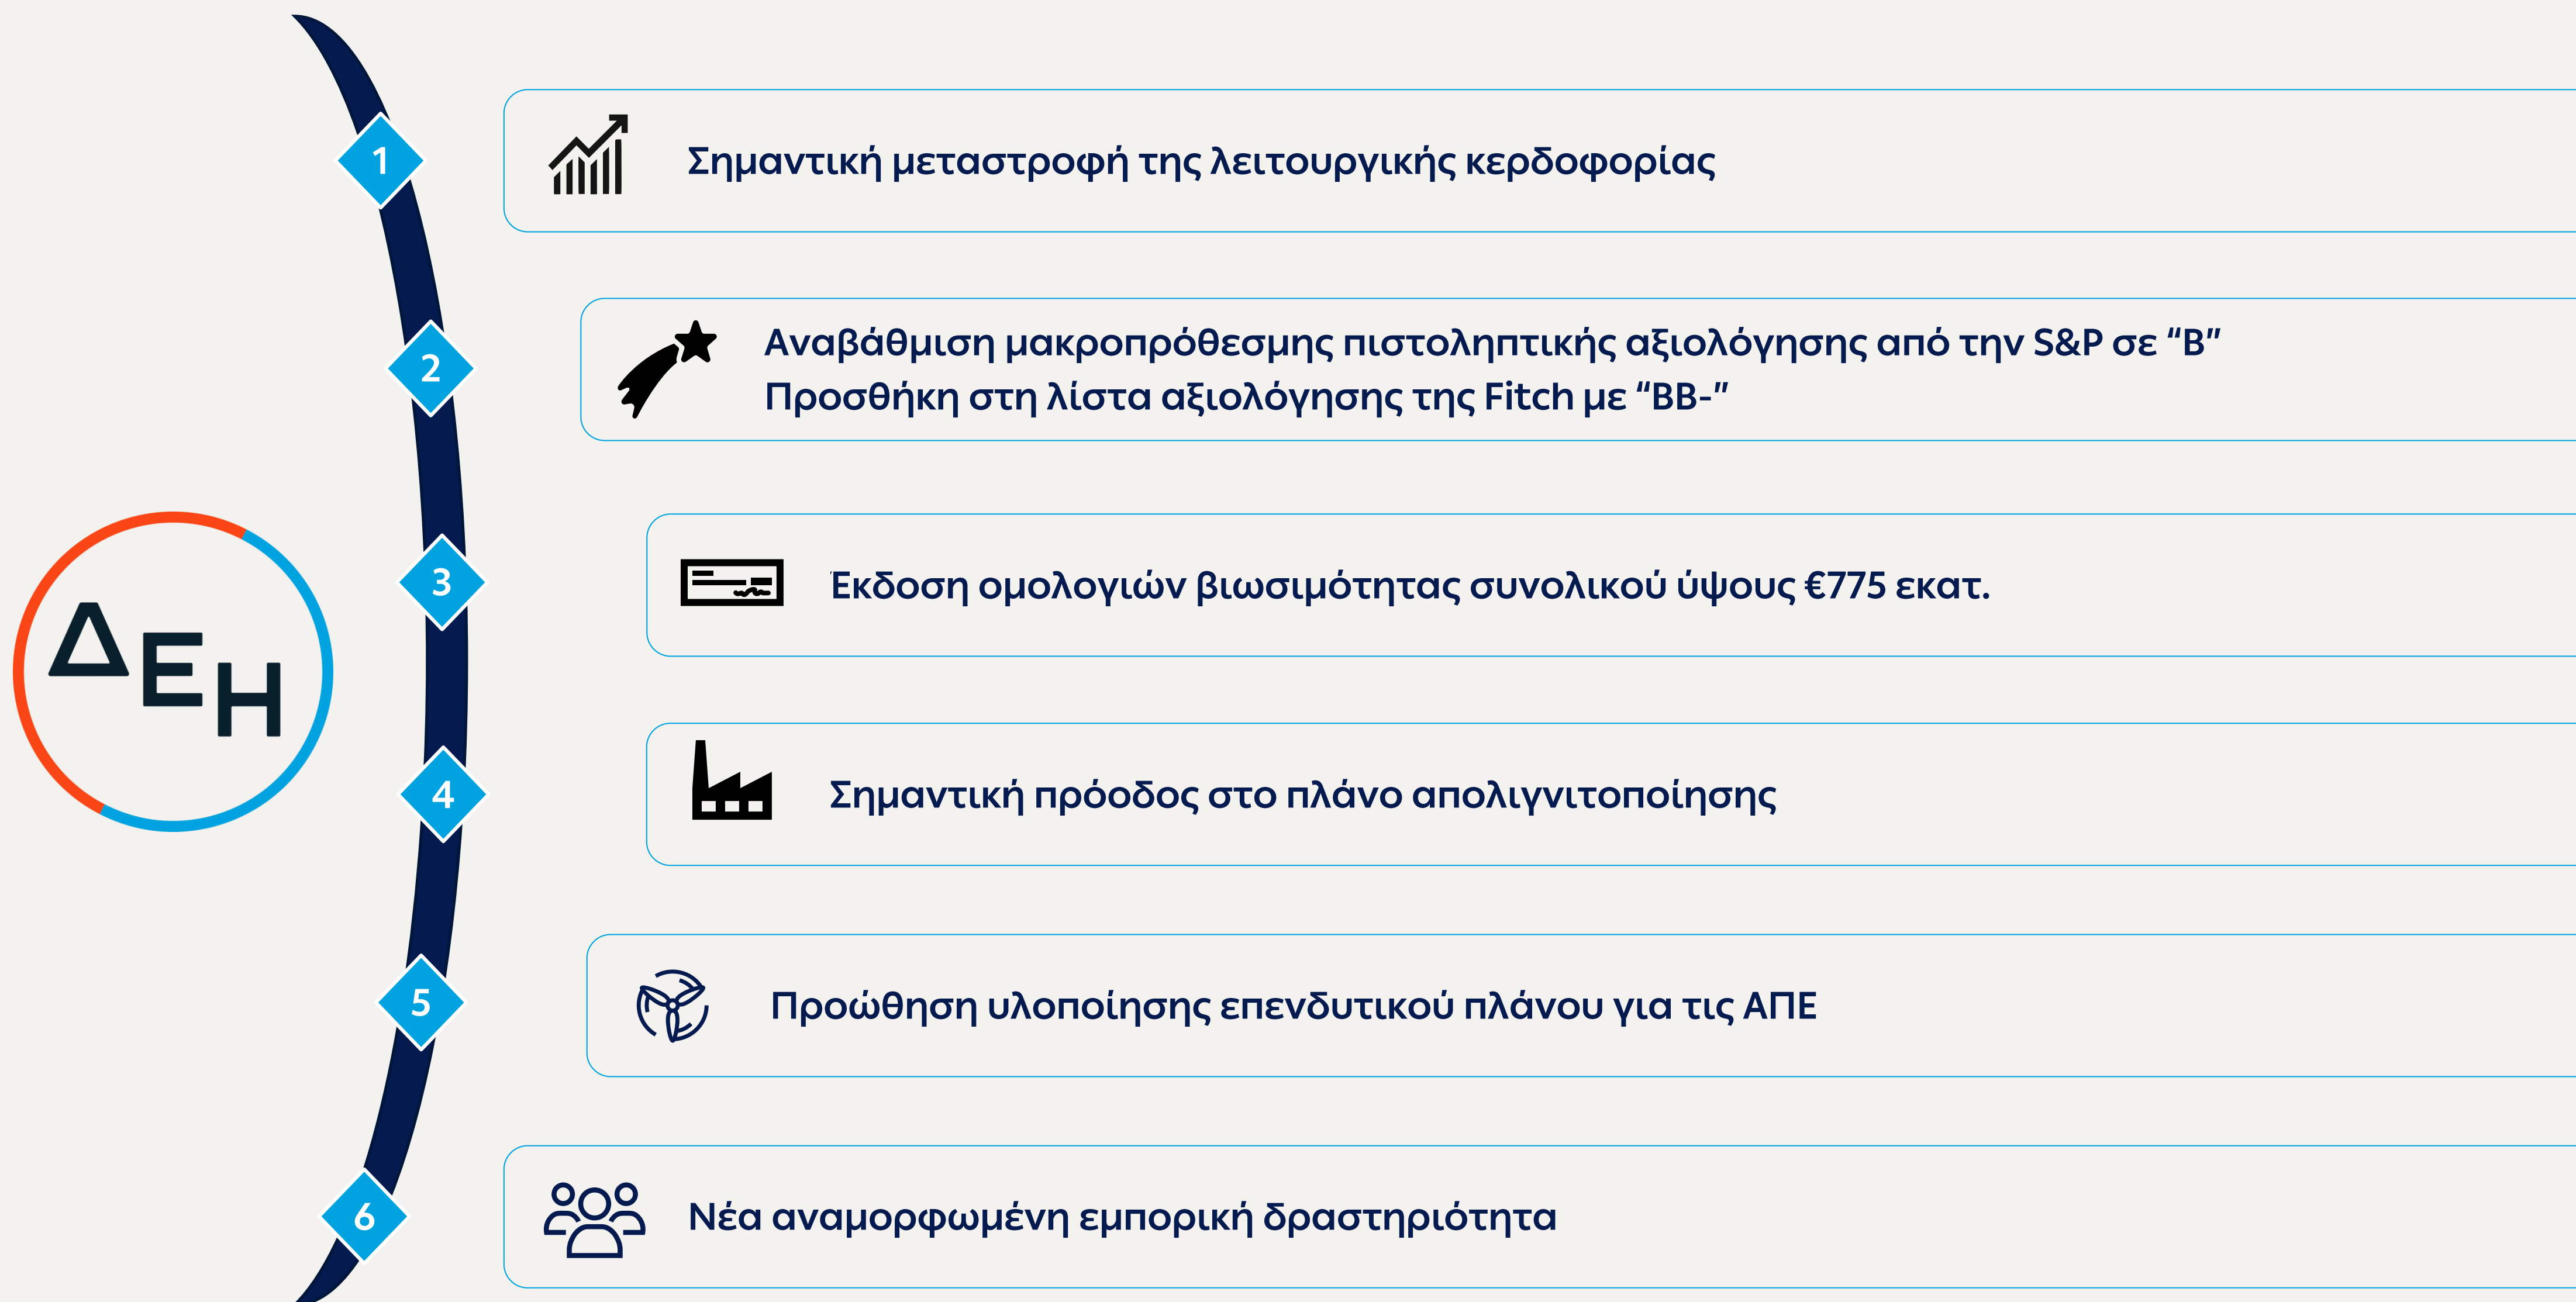 1
Σημαντική μεταστροφή της λειτουργικής κερδοφορίας
2
Αναβάθμιση μακροπρόθεσμης πιστοληπτικής αξιολόγησης από την S&P σε “B”
Προσθήκη στη λίστα αξιολόγησης της Fitch με “BB-”
3
Έκδοση ομολογιών βιωσιμότητας συνολικού ύψους €775 εκατ.
ΔΕΗ
4
Σημαντική πρόοδος στο πλάνο απολιγνιτοποίησης
5
Προώθηση υλοποίησης επενδυτικού πλάνου για τις ΑΠΕ
6
Νέα αναμορφωμένη εμπορική δραστηριότητα